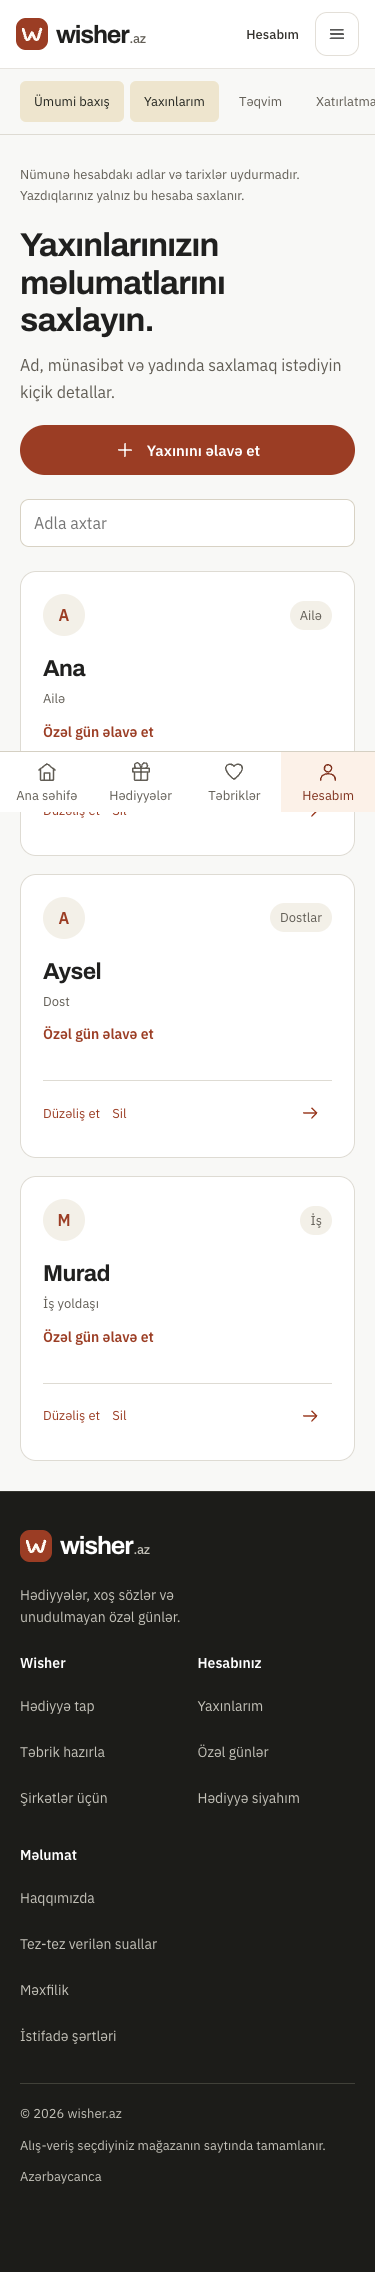 wisher.az
Hesabım
Ümumi baxış
Yaxınlarım
Təqvim
Nümunə hesabdakı adlar və tarixlər uydurmadır.
Yazdıqlarınız yalnız bu hesaba saxlanır.
Yaxınlarınızın
məlumatlarını
saxlayın.
Ad, münasibət və yadında saxlamaq istədiyin
kiçik detallar.
Yaxınını əlavə et
Adla axtar
A
Ailə
Ana
Ailə
Özəl gün əlavə et
Ana səhifə
Hədiyyələr
Təbriklər
Hesabım
A
Dostlar
Aysel
Dost
Özəl gün əlavə et
Düzəliş et Sil
M
İş
Murad
İş yoldaşı
Özəl gün əlavə et
Düzəliş et Sil
wisher.az
Hədiyyələr, xoş sözlər və
unudulmayan özəl günlər.
Wisher
Hədiyyə tap
Təbrik hazırla
Şirkətlər üçün
Hesabınız
Yaxınlarım
Özəl günlər
Hədiyyə siyahım
Məlumat
Haqqımızda
Tez-tez verilən suallar
Məxfilik
İstifadə şərtləri
© 2026 wisher.az
Alış-veriş seçdiyiniz mağazanın saytında tamamlanır.
Azərbaycanca